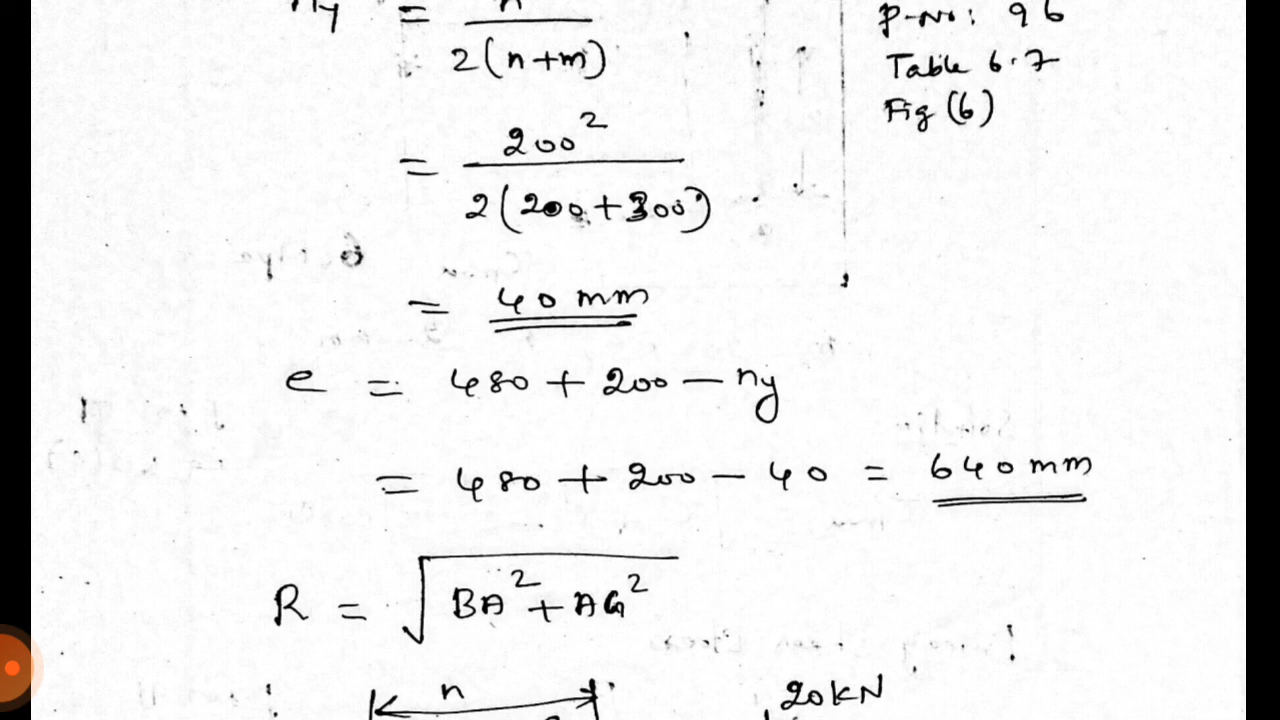 ny = n
2(n+m)
P-No: 96
Table 6.7
Fig (6)
= 200²
2(200+300)
= 40 mm
e = 480 + 200 - ny
= 480 + 200 - 40 = 640 mm
R = √BA² + AG²
n
20KN